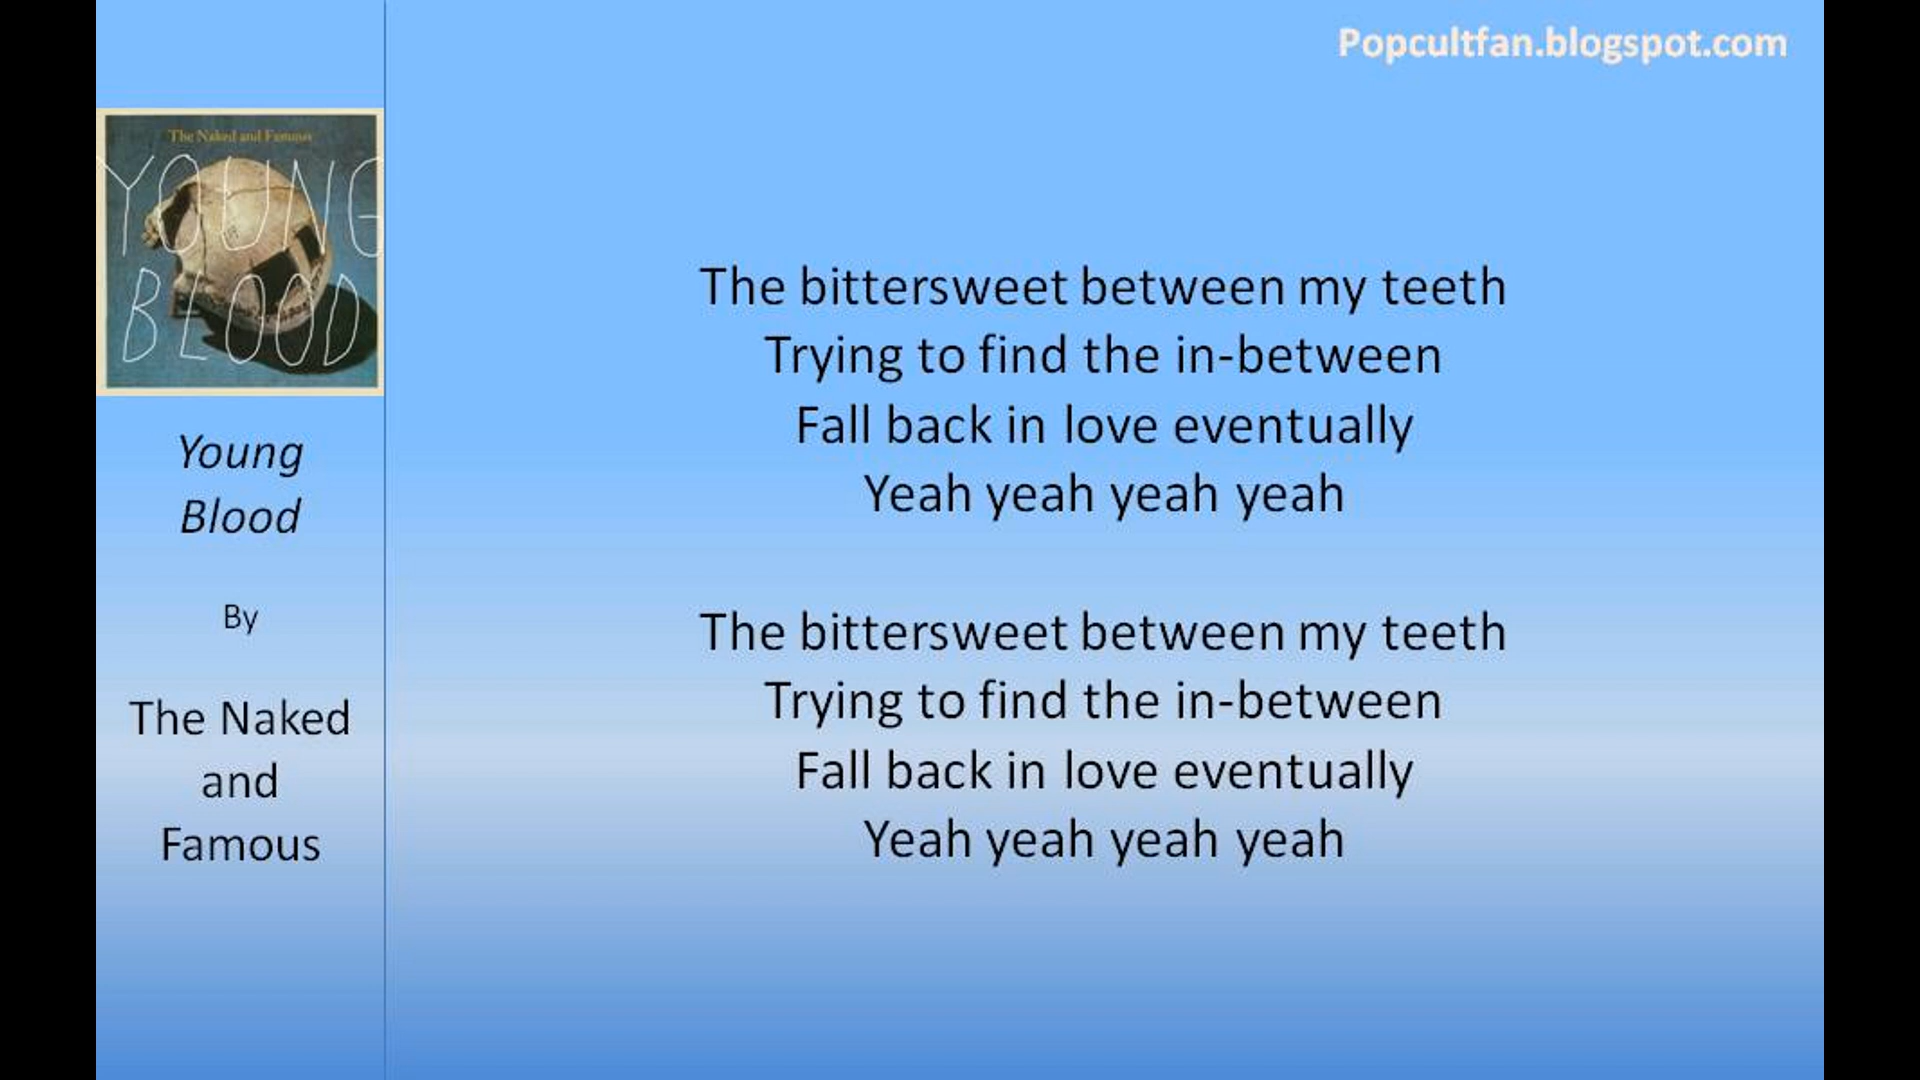 Popcultfan.blogspot.com
The Naked and Famous
YOUNG
BLOOD
Young
Blood
By
The Naked
and
Famous
The bittersweet between my teeth
Trying to find the in-between
Fall back in love eventually
Yeah yeah yeah yeah
The bittersweet between my teeth
Trying to find the in-between
Fall back in love eventually
Yeah yeah yeah yeah